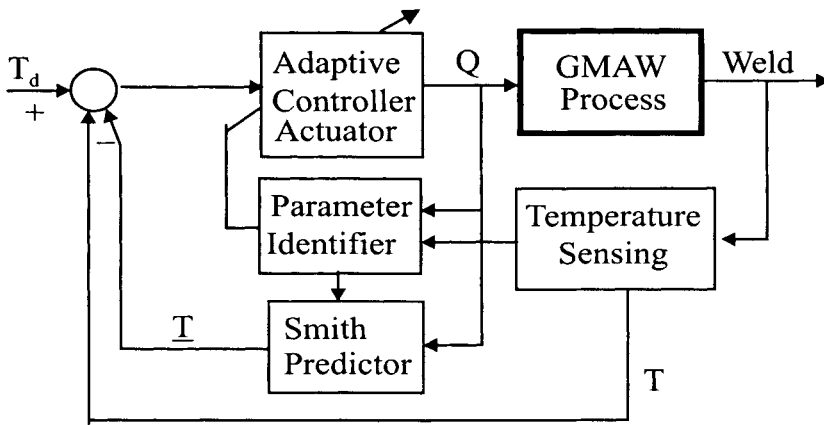 T_d
+
−
Adaptive
Controller
Actuator
Q
GMAW
Process
Weld
Parameter
Identifier
Temperature
Sensing
T
Smith
Predictor
T